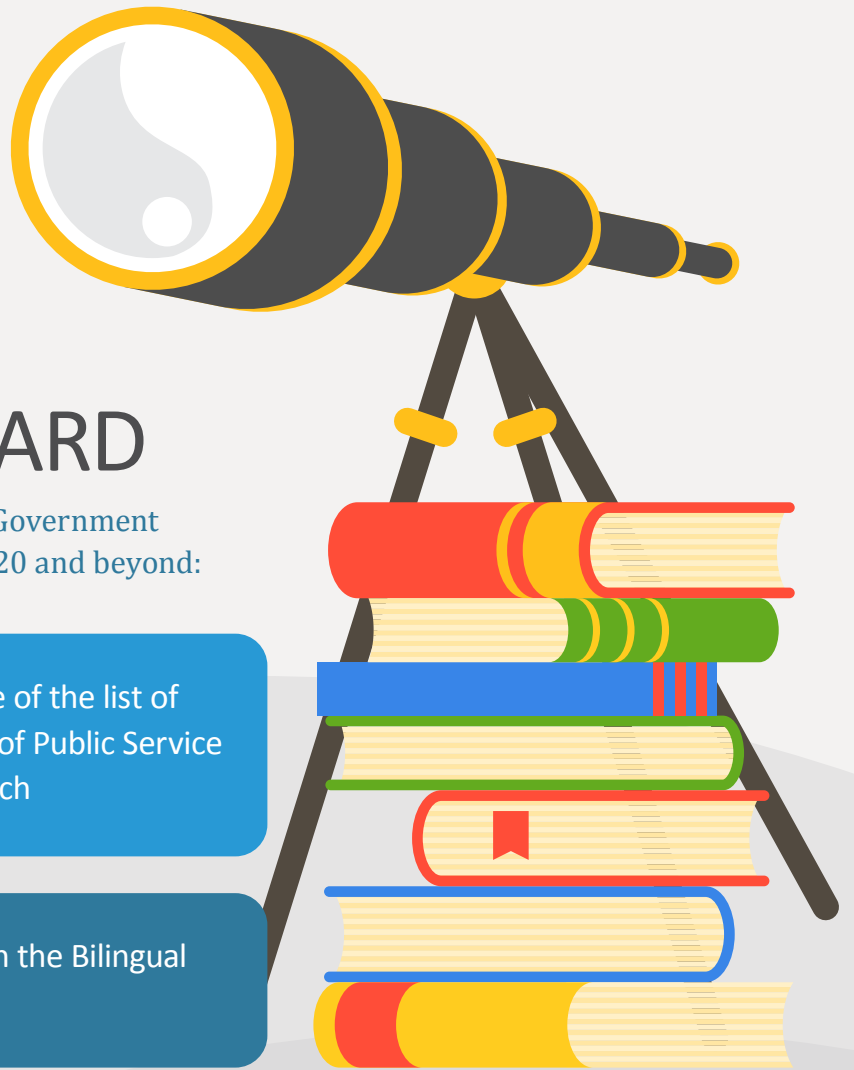 ARD
Government
20 and beyond:
e of the list of
of Public Service
ch
n the Bilingual